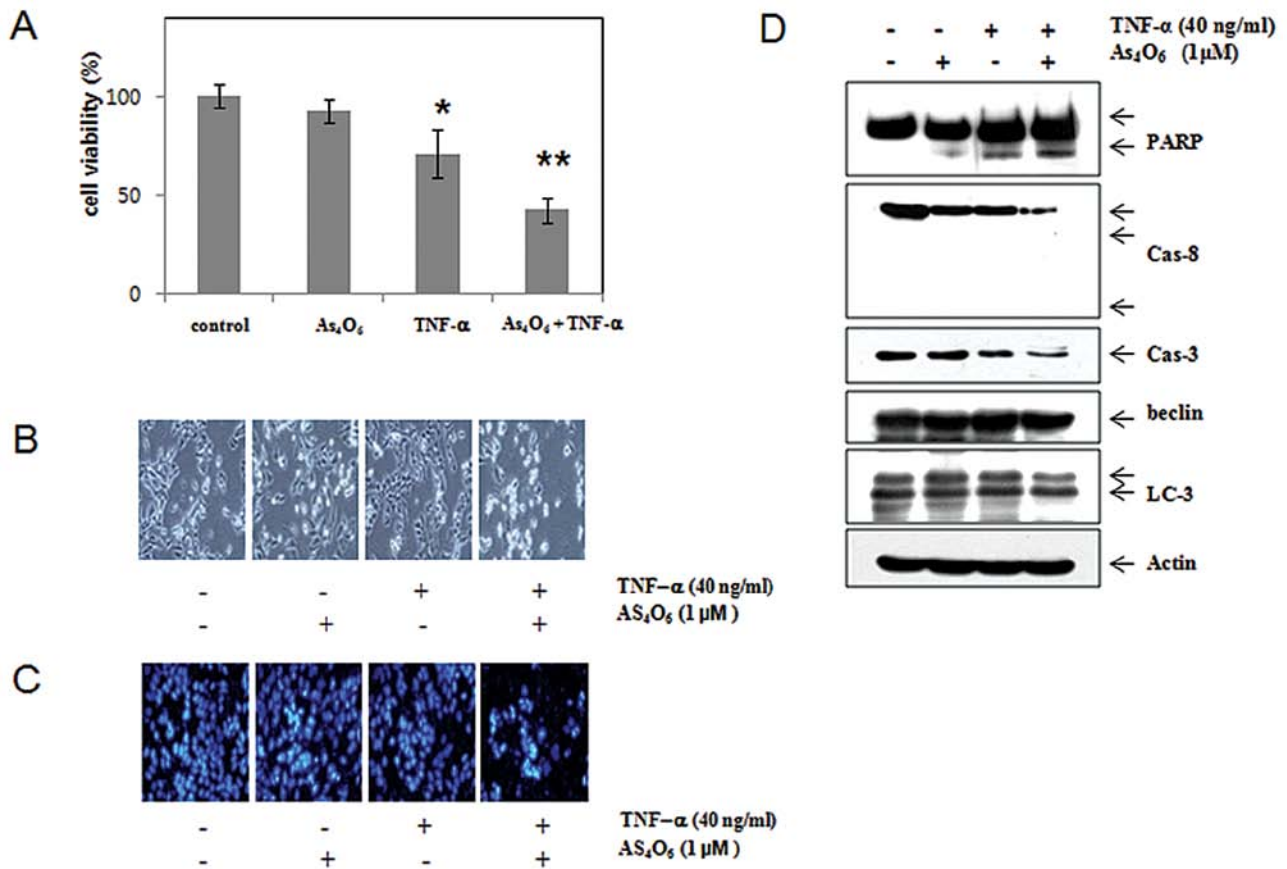 A
cell viability (%)
100
50
0
*
**
control
As₄O₆
TNF-α
As₄O₆ + TNF-α
B
- - + +
TNF-α (40 ng/ml)
- + - +
AS₄O₆ (1 μM )
C
- - + +
TNF-α (40 ng/ml)
- + - +
AS₄O₆ (1 μM )
D
- - + +
TNF-α (40 ng/ml)
- + - +
As₄O₆ (1μM)
PARP
Cas-8
Cas-3
beclin
LC-3
Actin